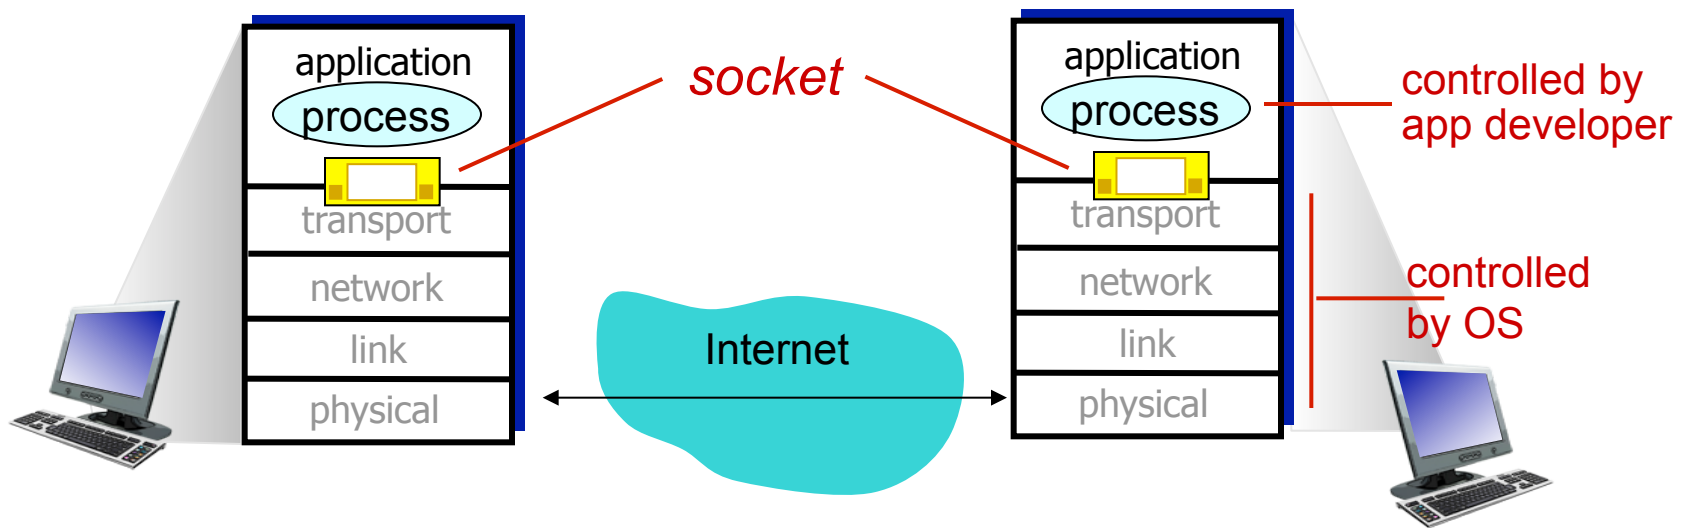 application
process
transport
network
link
physical
socket
Internet
application
process
transport
network
link
physical
controlled by
app developer
controlled
by OS